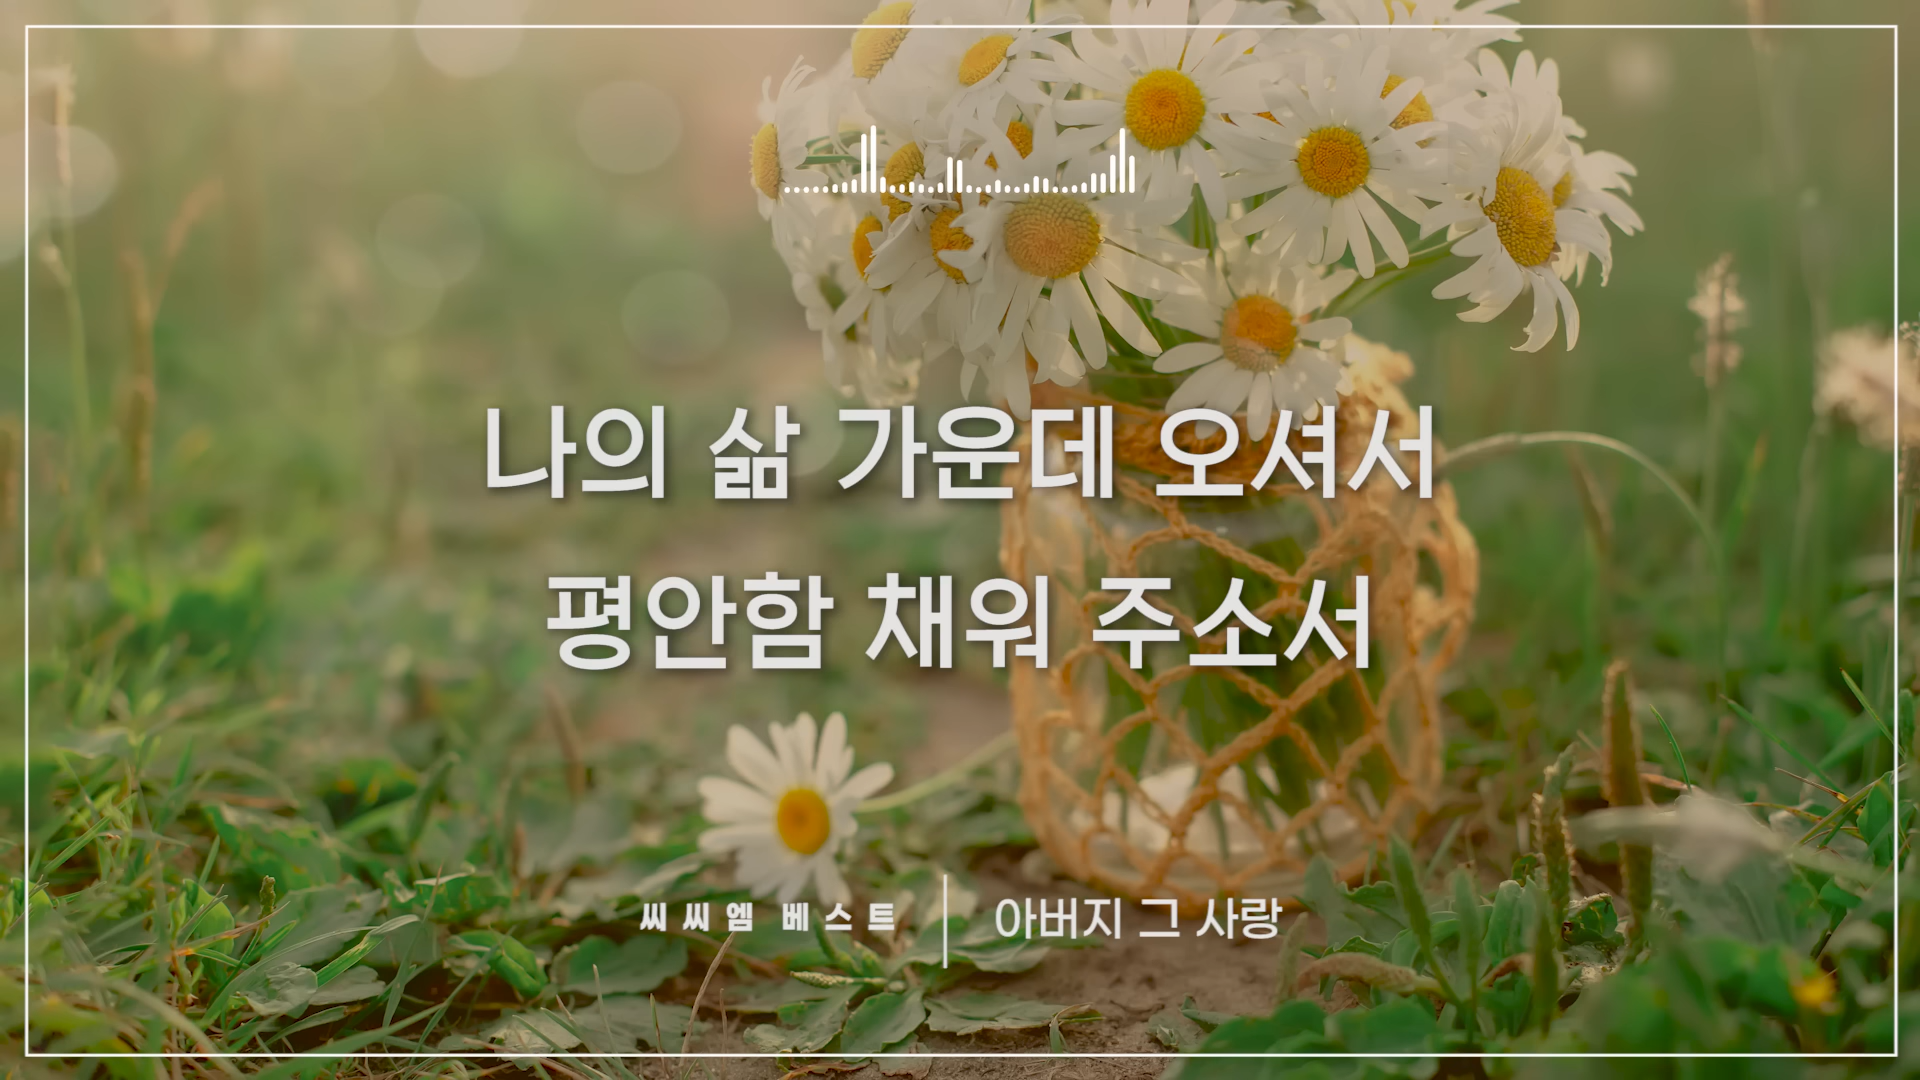 나의 삶 가운데 오셔서
평안함 채워 주소서
씨씨엠 베스트 | 아버지 그 사랑